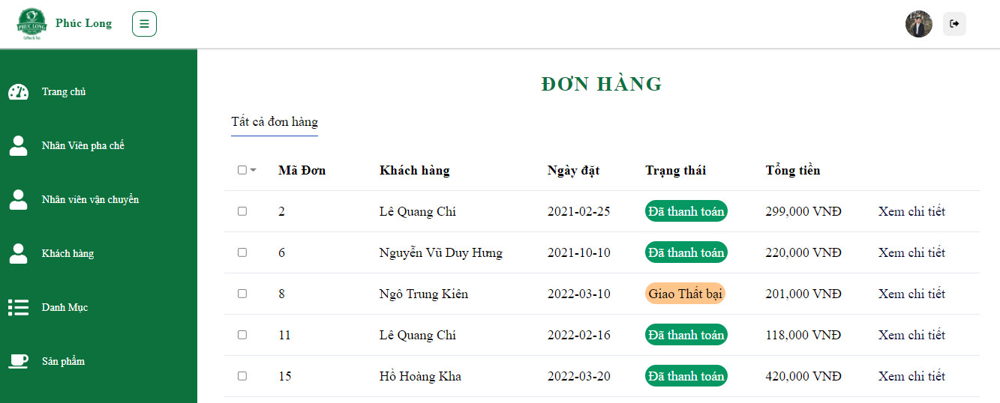 PHUC LONG
Coffee & Tea
Phúc Long
Trang chủ
Nhân Viên pha chế
Nhân viên vận chuyển
Khách hàng
Danh Mục
Sản phẩm
ĐƠN HÀNG
Tất cả đơn hàng
Mã Đơn Khách hàng Ngày đặt Trạng thái Tổng tiền
2 Lê Quang Chí 2021-02-25 Đã thanh toán 299,000 VNĐ Xem chi tiết
6 Nguyễn Vũ Duy Hưng 2021-10-10 Đã thanh toán 220,000 VNĐ Xem chi tiết
8 Ngô Trung Kiên 2022-03-10 Giao Thất bại 201,000 VNĐ Xem chi tiết
11 Lê Quang Chí 2022-02-16 Đã thanh toán 118,000 VNĐ Xem chi tiết
15 Hồ Hoàng Kha 2022-03-20 Đã thanh toán 420,000 VNĐ Xem chi tiết